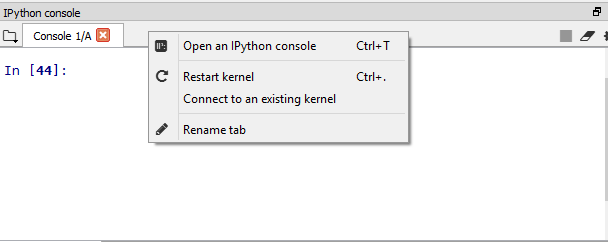 IPython console
Console 1/A
Open an IPython console Ctrl+T
In [44]:
Restart kernel Ctrl+.
Connect to an existing kernel
Rename tab